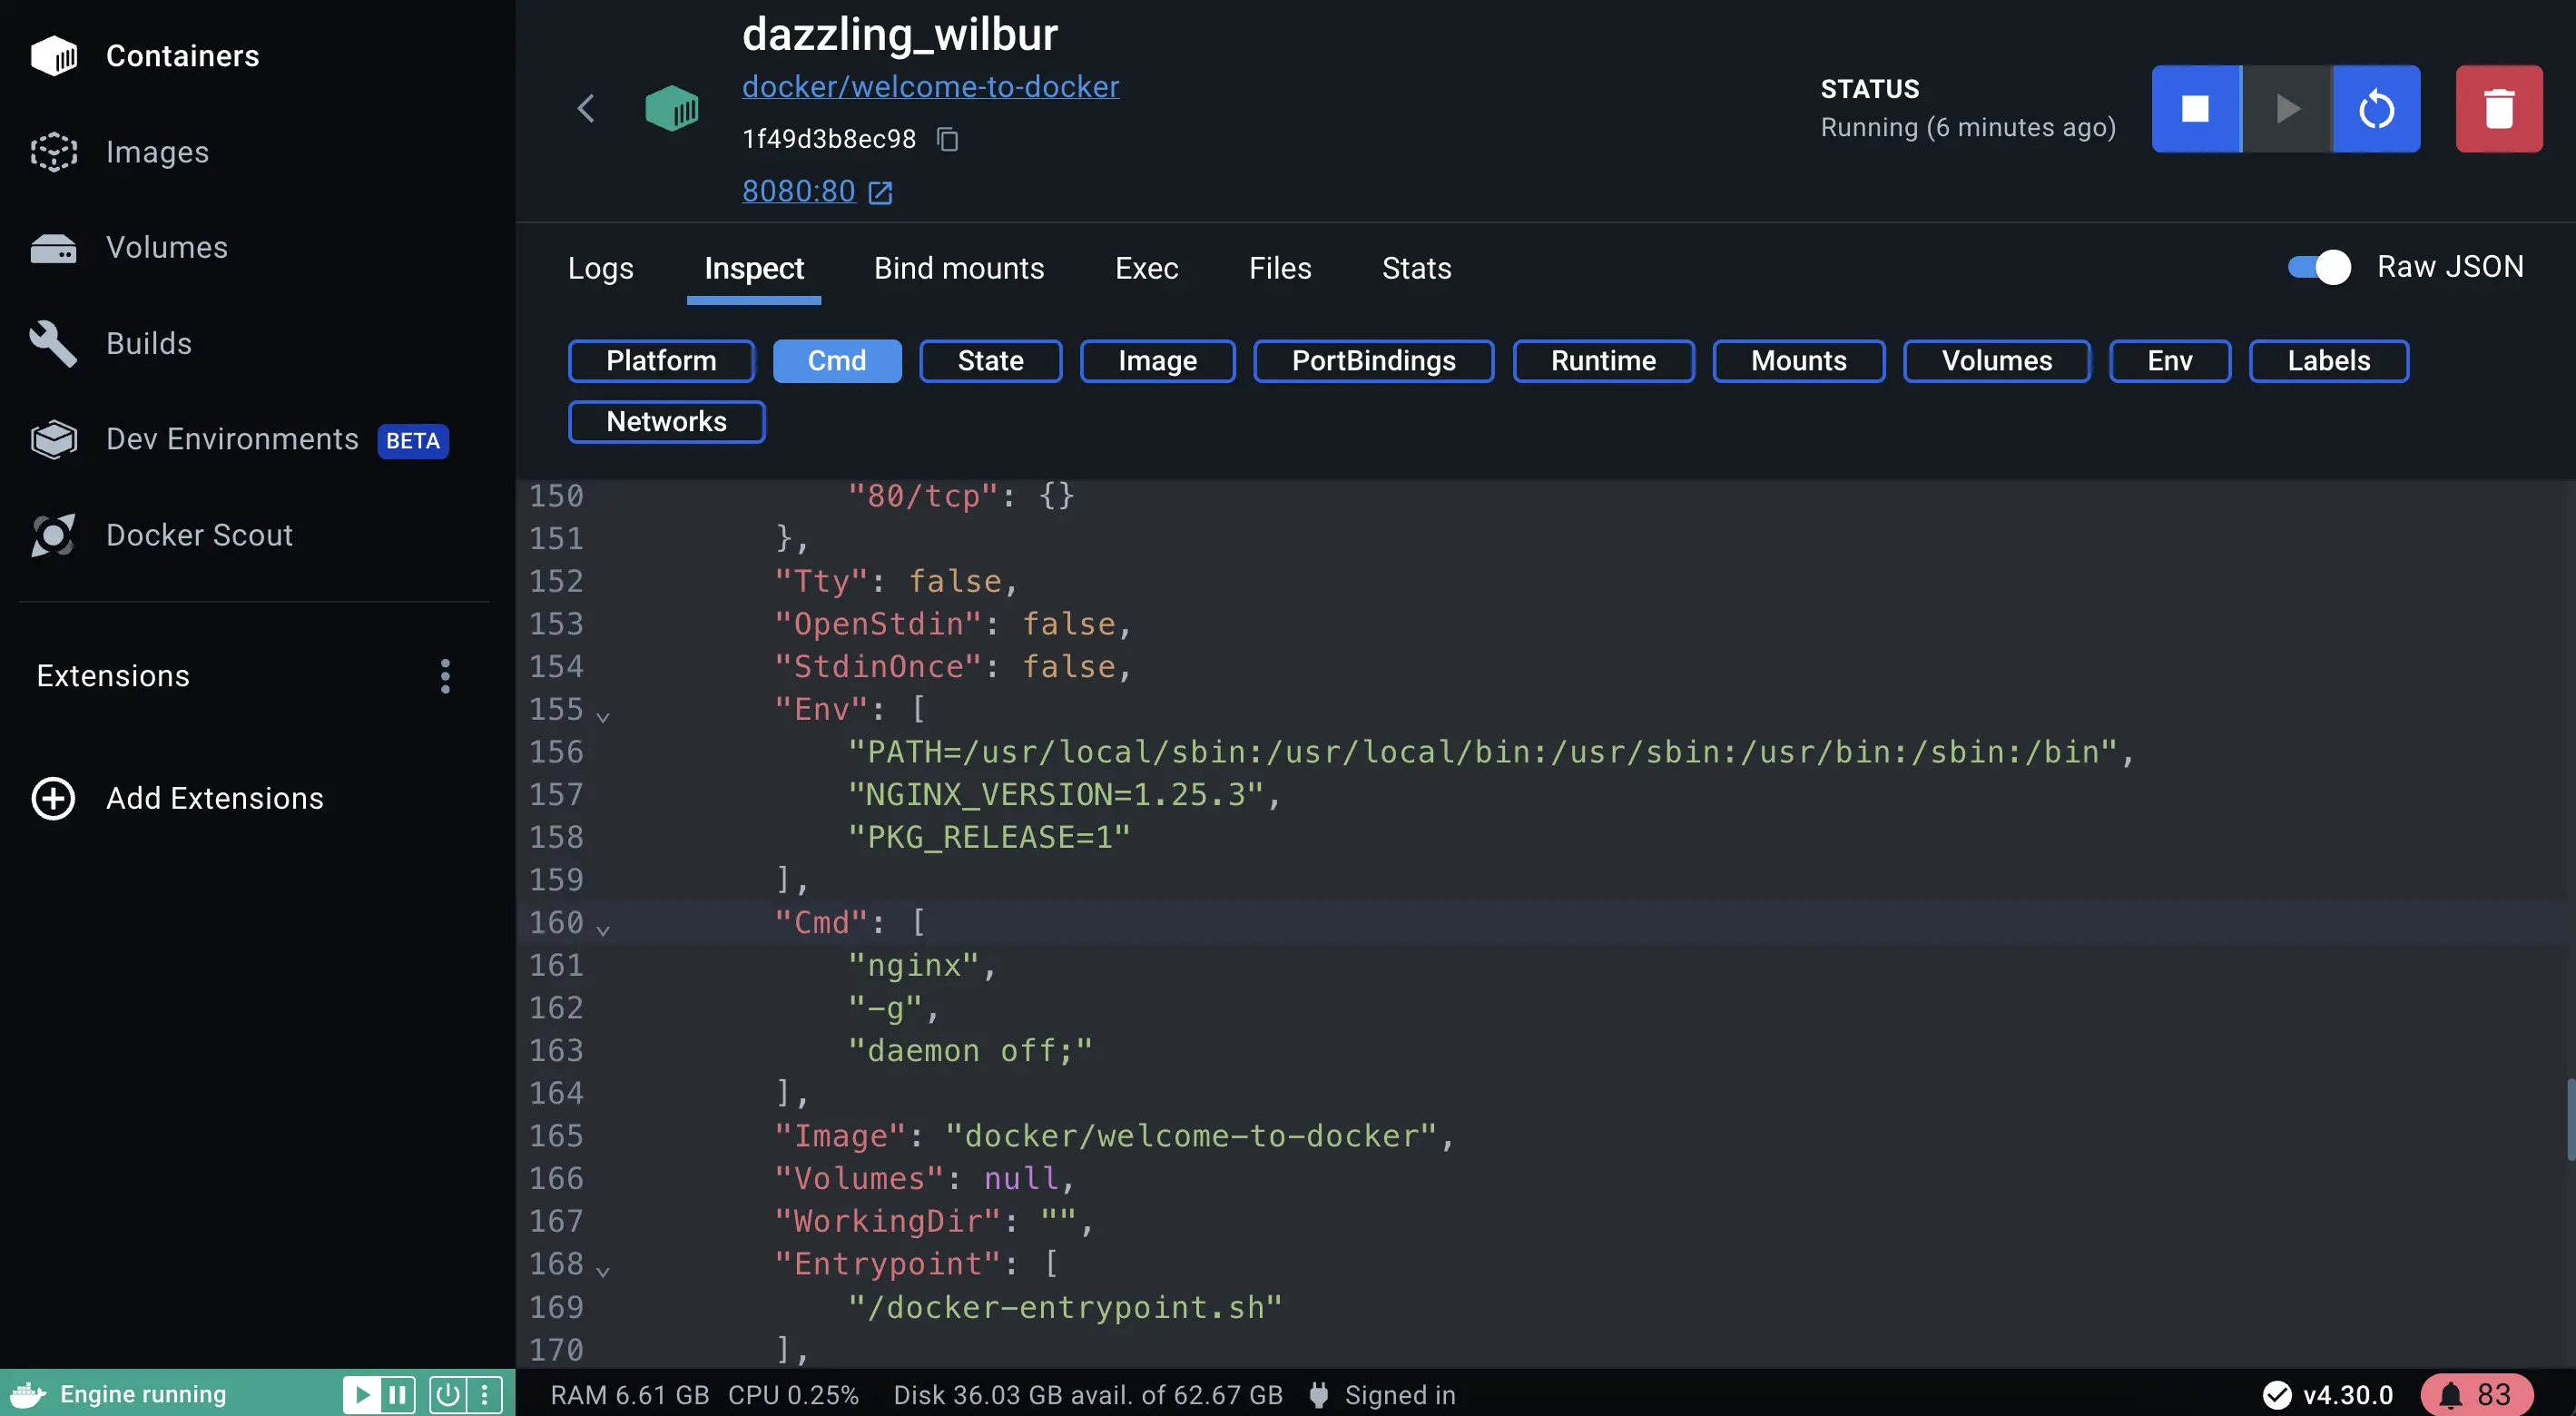 Containers
Images
Volumes
Builds
Dev Environments BETA
Docker Scout
Extensions
Add Extensions
dazzling_wilbur
docker/welcome-to-docker
1f49d3b8ec98
8080:80
STATUS
Running (6 minutes ago)
Logs Inspect Bind mounts Exec Files Stats Raw JSON
Platform Cmd State Image PortBindings Runtime Mounts Volumes Env Labels
Networks
150 "80/tcp": {}
151 },
152 "Tty": false,
153 "OpenStdin": false,
154 "StdinOnce": false,
155 "Env": [
156 "PATH=/usr/local/sbin:/usr/local/bin:/usr/sbin:/usr/bin:/sbin:/bin",
157 "NGINX_VERSION=1.25.3",
158 "PKG_RELEASE=1"
159 ],
160 "Cmd": [
161 "nginx",
162 "-g",
163 "daemon off;"
164 ],
165 "Image": "docker/welcome-to-docker",
166 "Volumes": null,
167 "WorkingDir": "",
168 "Entrypoint": [
169 "/docker-entrypoint.sh"
170 ],
Engine running RAM 6.61 GB CPU 0.25% Disk 36.03 GB avail. of 62.67 GB Signed in v4.30.0 83